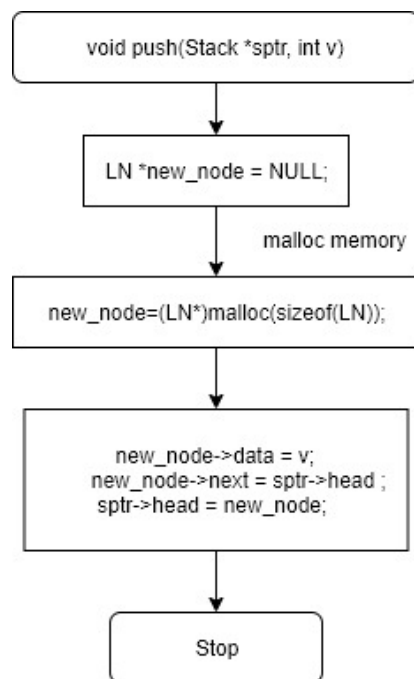 void push(Stack *sptr, int v)
LN *new_node = NULL;
malloc memory
new_node=(LN*)malloc(sizeof(LN));
new_node->data = v;
new_node->next = sptr->head ;
sptr->head = new_node;
Stop